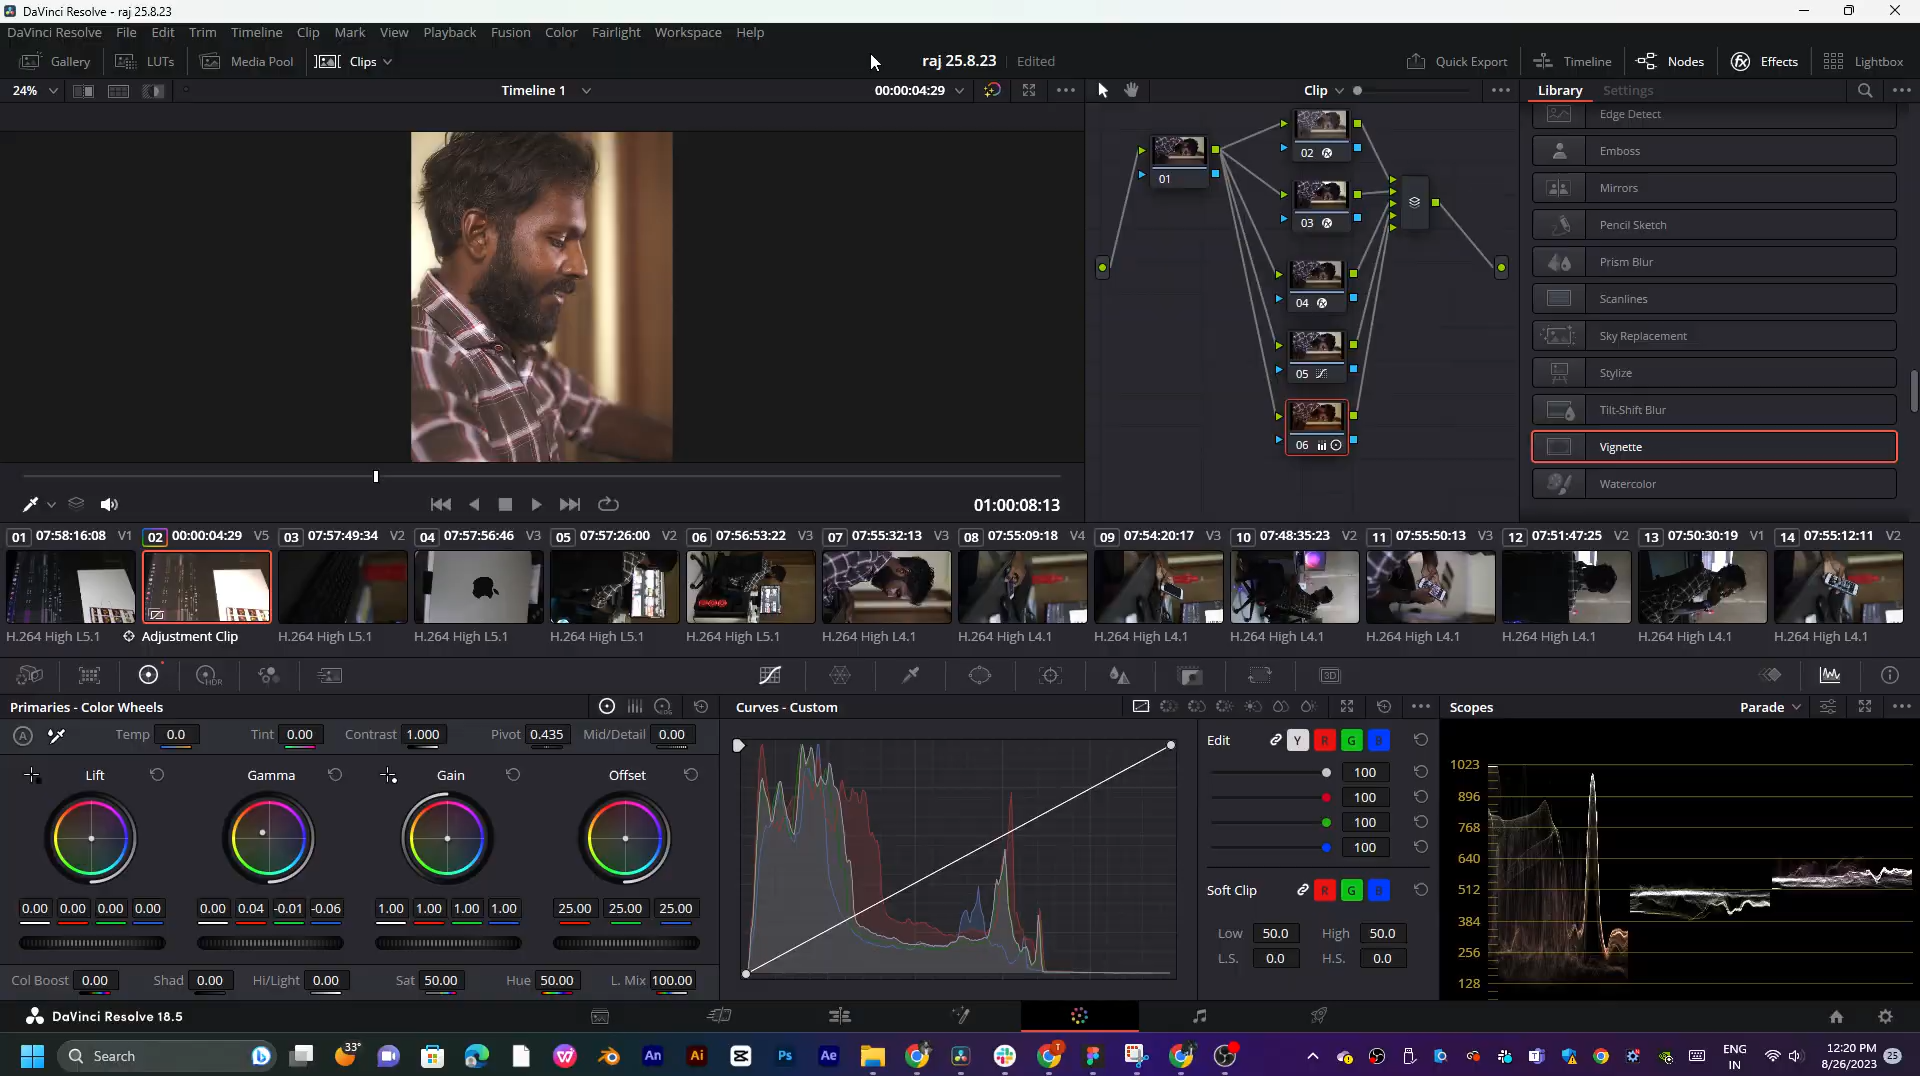 DaVinci Resolve - raj 25.8.23
DaVinci Resolve File Edit Trim Timeline Clip Mark View Playback Fusion Color Fairlight Workspace Help
Gallery LUTs Media Pool Clips raj 25.8.23 Edited Quick Export Timeline Nodes Effects Lightbox
24% Timeline 1 00:00:04:29 Clip Library Settings
Edge Detect
Emboss
Mirrors
Pencil Sketch
Prism Blur
Scanlines
Sky Replacement
Stylize
Tilt-Shift Blur
Vignette
Watercolor
01
02
03
04
05
06
01:00:08:13
01 07:58:16:08 V1 02 00:00:04:29 V5 03 07:57:49:34 V2 04 07:57:56:46 V3 05 07:57:26:00 V2 06 07:56:53:22 V3 07 07:55:32:13 V3 08 07:55:09:18 V4 09 07:54:20:17 V3 10 07:48:35:23 V2 11 07:55:50:13 V3 12 07:51:47:25 V2 13 07:50:30:19 V1 14 07:55:12:11 V2
H.264 High L5.1 Adjustment Clip H.264 High L5.1 H.264 High L5.1 H.264 High L5.1 H.264 High L5.1 H.264 High L4.1 H.264 High L4.1 H.264 High L4.1 H.264 High L4.1 H.264 High L4.1 H.264 High L4.1 H.264 High L4.1 H.264 High L4.1
HDR 3D
Primaries - Color Wheels
A Temp 0.0 Tint 0.00 Contrast 1.000 Pivot 0.435 Mid/Detail 0.00
Lift Gamma Gain Offset
0.00 0.00 0.00 0.00 0.00 0.04 -0.01 -0.06 1.00 1.00 1.00 1.00 25.00 25.00 25.00
Col Boost 0.00 Shad 0.00 Hi/Light 0.00 Sat 50.00 Hue 50.00 L. Mix 100.00
Curves - Custom
Edit Y R G B
100
100
100
100
Soft Clip R G B
Low 50.0 High 50.0
L.S. 0.0 H.S. 0.0
Scopes Parade
1023
896
768
640
512
384
256
128
DaVinci Resolve 18.5
Search 33° An Ai Ps Ae T ENG IN 12:20 PM 8/26/2023 25